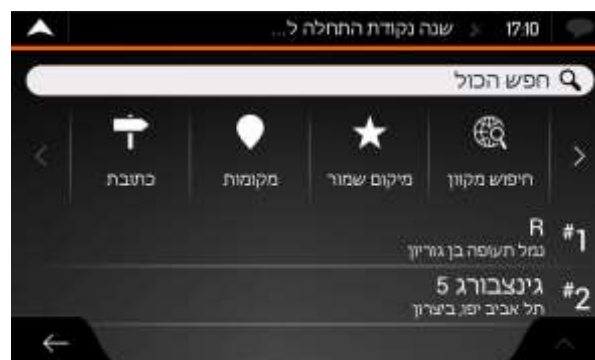 17:10 שנה נקודת התחלה ל...
חפש הכול
חיפוש מקוון
מיקום שמור
מקומות
כתובת
#1 R
נמל תעופה בן גוריון
#2 גינצבורג 5
תל אביב יפו, ביצרון